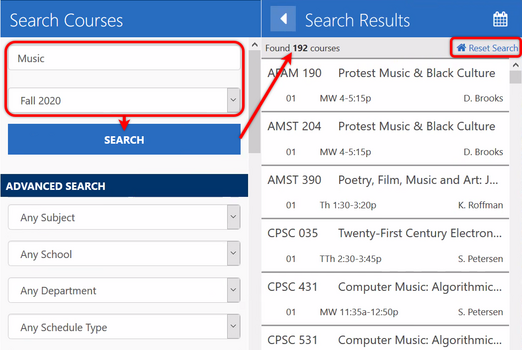 Search Courses
Music
Fall 2020
SEARCH
ADVANCED SEARCH
Any Subject
Any School
Any Department
Any Schedule Type
Search Results
Found 192 courses
Reset Search
AFAM 190 Protest Music & Black Culture
01 MW 4-5:15p D. Brooks
AMST 204 Protest Music & Black Culture
01 MW 4-5:15p D. Brooks
AMST 390 Poetry, Film, Music and Art: J...
01 Th 1:30-3:20p K. Roffman
CPSC 035 Twenty-First Century Electron...
01 TTh 2:30-3:45p S. Petersen
CPSC 431 Computer Music: Algorithmic...
01 MW 11:35a-12:50p S. Petersen
CPSC 531 Computer Music: Algorithmic...